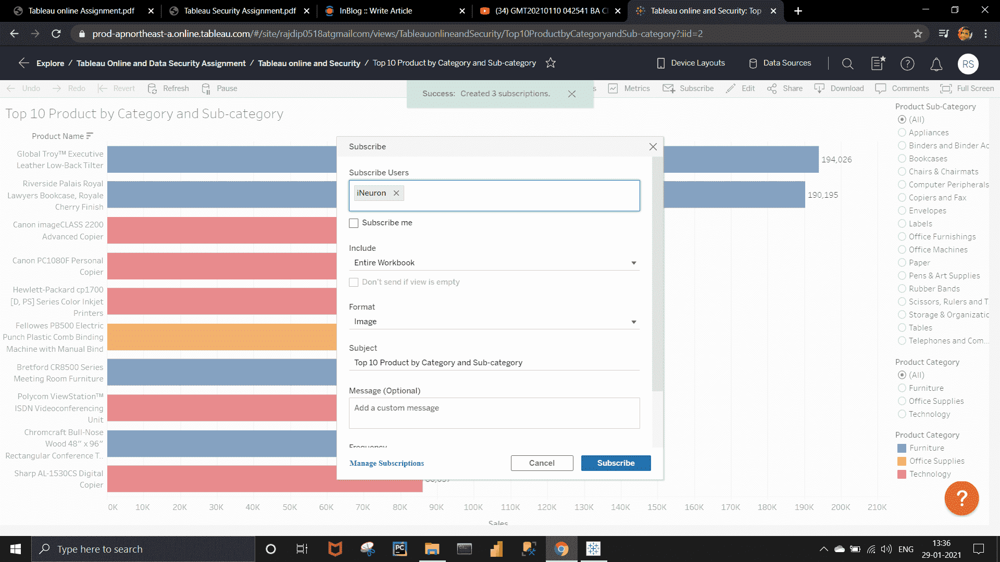 Tableau online Assignment.pdf
Tableau Security Assignment.pdf
InBlog :: Write Article
(34) GMT20210110 042541 BA Cl
Tableau online and Security: Top
prod-apnortheast-a.online.tableau.com/#/site/rajdip0518atgmailcom/views/TableauonlineandSecurity/Top10ProductbyCategoryandSub-category?:iid=2
Explore / Tableau Online and Data Security Assignment / Tableau online and Security / Top 10 Product by Category and Sub-category
Device Layouts
Data Sources
RS
Undo
Redo
Revert
Refresh
Pause
Success: Created 3 subscriptions.
s
Metrics
Subscribe
Edit
Share
Download
Comments
Full Screen
Top 10 Product by Category and Sub-category
Product Name
Global Troy™ Executive
Leather Low-Back Tilter
Riverside Palais Royal
Lawyers Bookcase, Royale
Cherry Finish
Canon imageCLASS 2200
Advanced Copier
Canon PC1080F Personal
Copier
Hewlett-Packard cp1700
[D, PS] Series Color Inkjet
Printers
Fellowes PB500 Electric
Punch Plastic Comb Binding
Machine with Manual Bind
Bretford CR8500 Series
Meeting Room Furniture
Polycom ViewStation™
ISDN Videoconferencing
Unit
Chromcraft Bull-Nose
Wood 48” x 96”
Rectangular Conference T..
Sharp AL-1530CS Digital
Copier
194,026
190,195
0K 10K 20K 30K 40K 50K 60K 70K 80K 90K 100K 110K 120K 130K 140K 150K 160K 170K 180K 190K 200K 210K
Sales
Subscribe
Subscribe Users
iNeuron
Subscribe me
Include
Entire Workbook
Don't send if view is empty
Format
Image
Subject
Top 10 Product by Category and Sub-category
Message (Optional)
Add a custom message
Frequency
Manage Subscriptions
Cancel
Subscribe
Product Sub-Category
(All)
Appliances
Binders and Binder Ac
Bookcases
Chairs & Chairmats
Computer Peripherals
Copiers and Fax
Envelopes
Labels
Office Furnishings
Office Machines
Paper
Pens & Art Supplies
Rubber Bands
Scissors, Rulers and T
Storage & Organizatio
Tables
Telephones and Com...
Product Category
(All)
Furniture
Office Supplies
Technology
Product Category
Furniture
Office Supplies
Technology
?
Type here to search
PC
ENG
13:36
29-01-2021